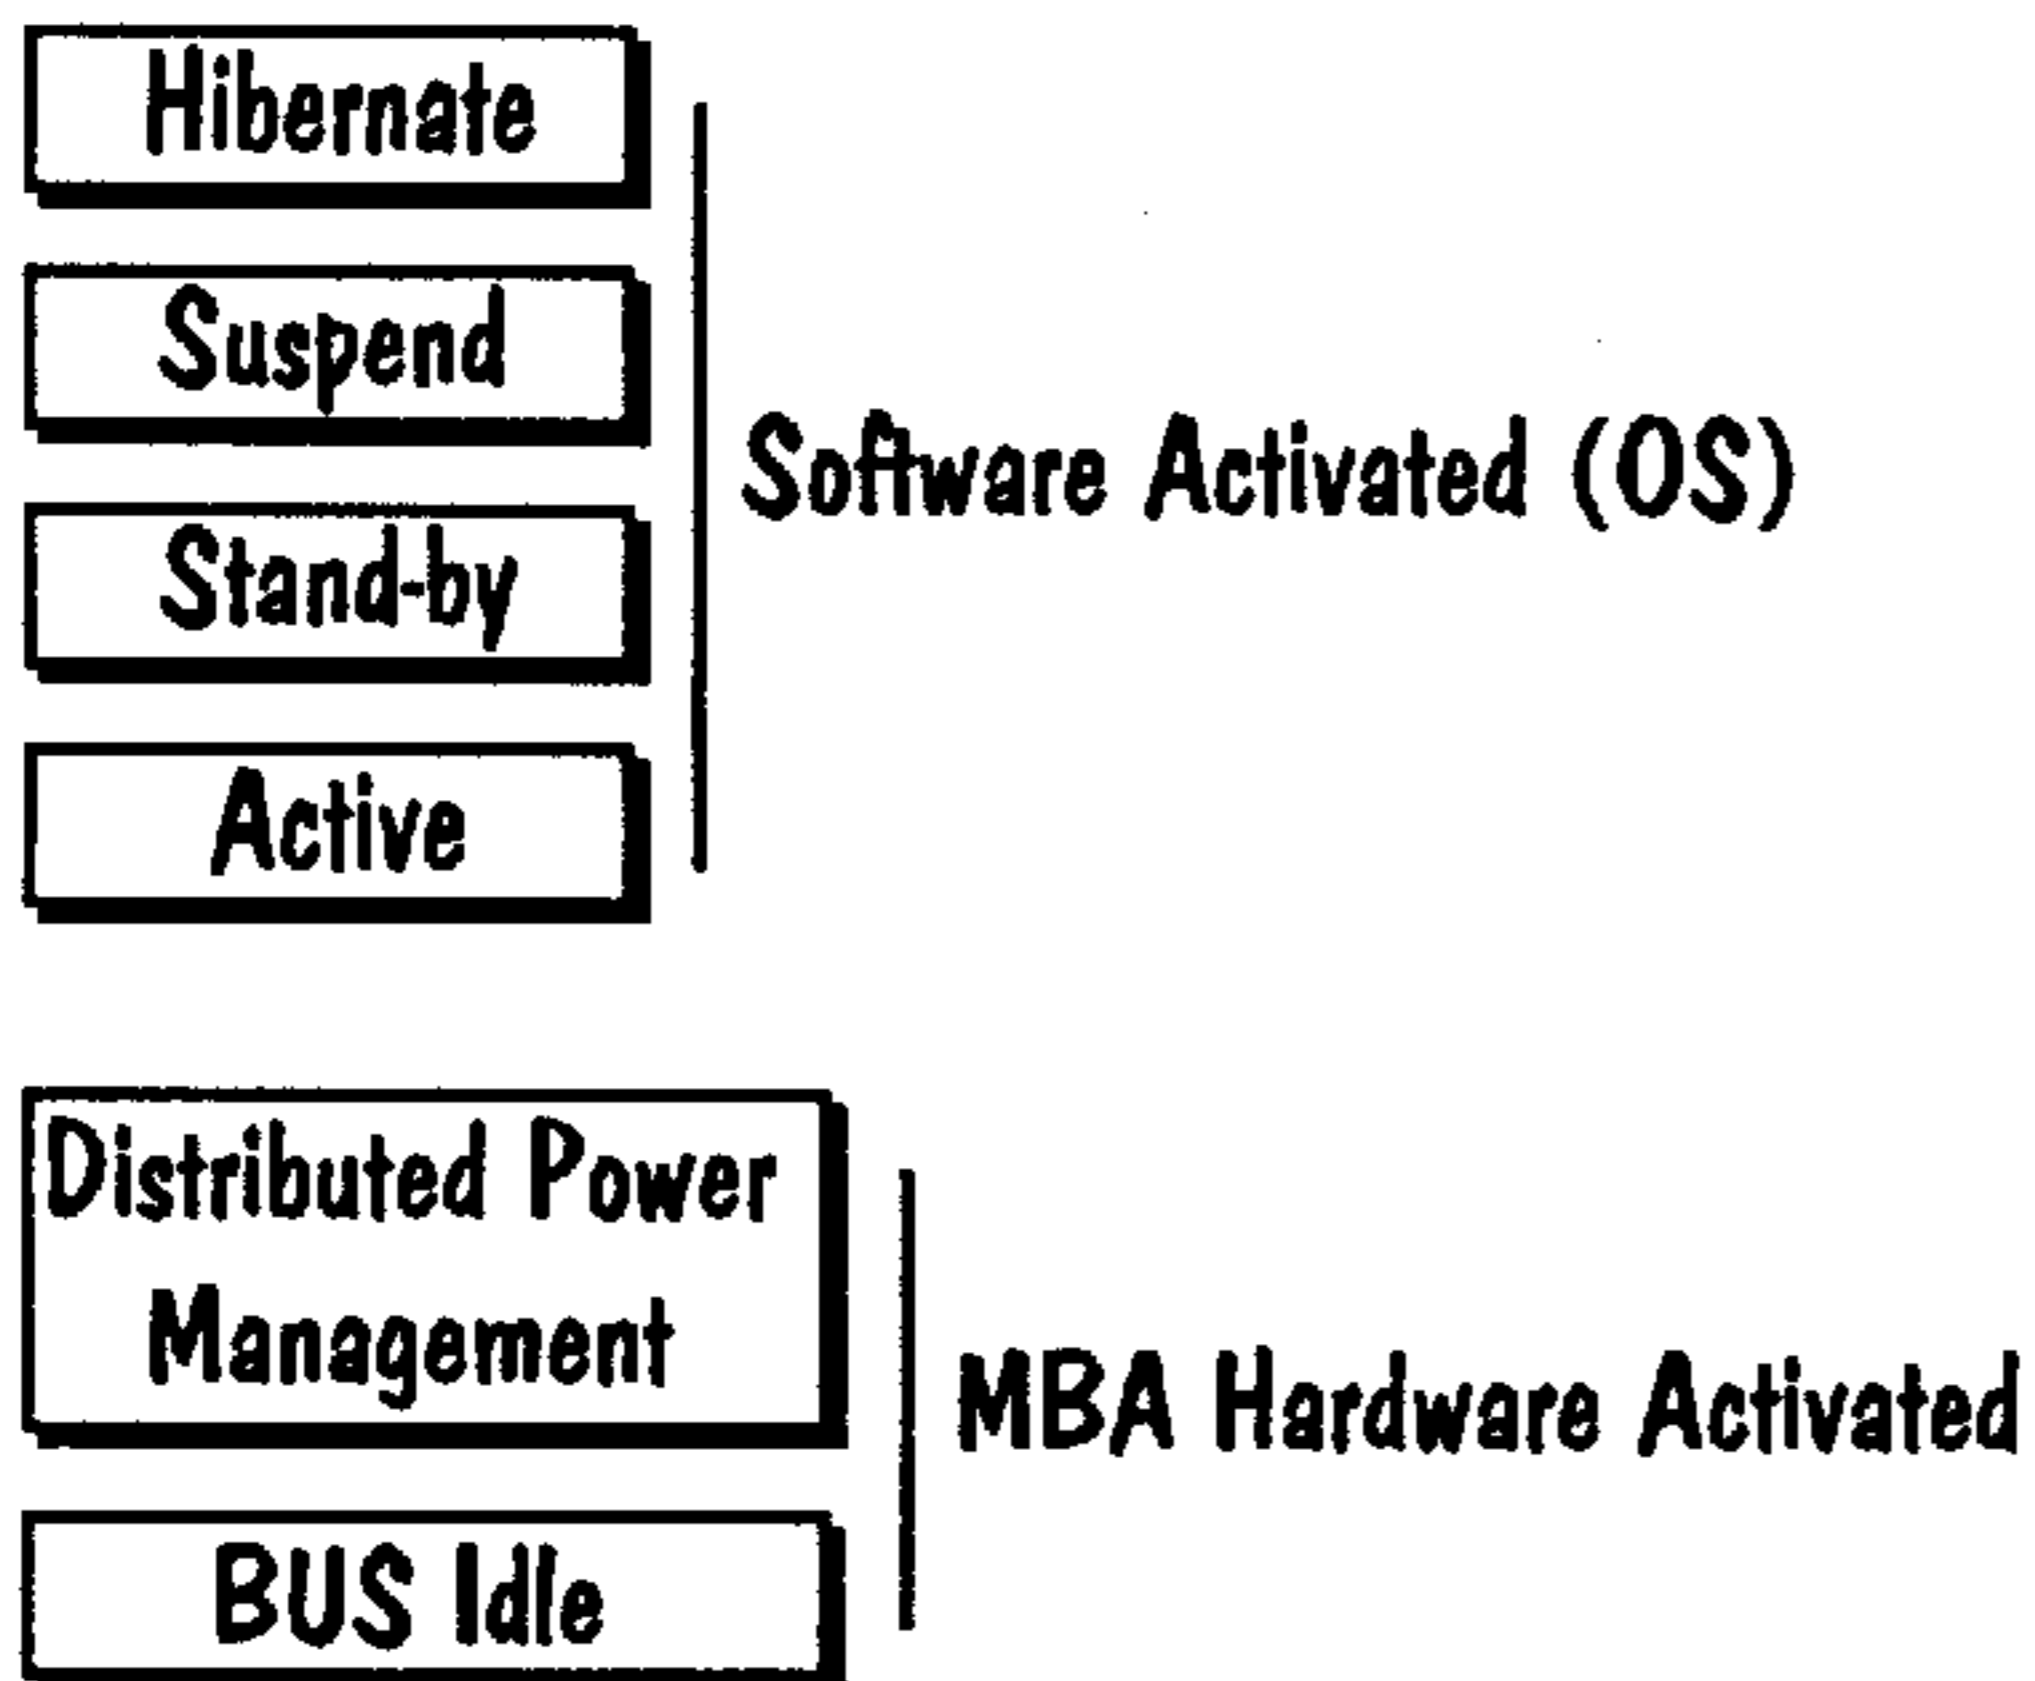 Hibernate
Suspend
Software Activated (OS)
Stand-by
Active
Distributed Power
Management
MBA Hardware Activated
BUS Idle